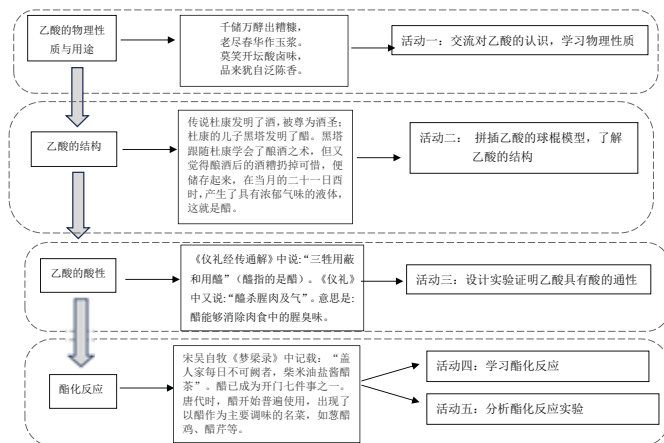 乙酸的物理性
质与用途
千储万酵出糟糠，
老尽春华作玉浆。
莫笑开坛酸卤味，
品来犹自泛陈香。
活动一：交流对乙酸的认识，学习物理性质
乙酸的结构
传说杜康发明了酒，被尊为酒圣；
杜康的儿子黑塔发明了醋。黑塔
跟随杜康学会了酿酒之术，但又
觉得酿酒后的酒糟扔掉可惜，便
储存起来，在当月的二十一日酉
时，产生了具有浓郁气味的液体，
这就是醋。
活动二： 拼插乙酸的球棍模型，了解
乙酸的结构
乙酸的酸性
《仪礼经传通解》中说：“三牲用蔽
和用醯”（醯指的是醋）。《仪礼》
中又说：“醯杀腥肉及气”。意思是：
醋能够消除肉食中的腥臭味。
活动三：设计实验证明乙酸具有酸的通性
酯化反应
宋吴自牧《梦梁录》中记载：“盖
人家每日不可阙者，柴米油盐酱醋
茶”。醋已成为开门七件事之一。
唐代时，醋开始普遍使用，出现了
以醋作为主要调味的名菜，如葱醋
鸡、醋芹等。
活动四：学习酯化反应
活动五：分析酯化反应实验